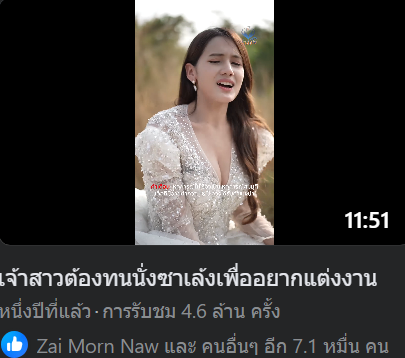 11:51
เจ้าสาวต้องทนนั่งซาเล้งเพื่ออยากแต่งงาน
หนึ่งปีที่แล้ว · การรับชม 4.6 ล้าน ครั้ง
Zai Morn Naw และ คนอื่นๆ อีก 7.1 หมื่น คน